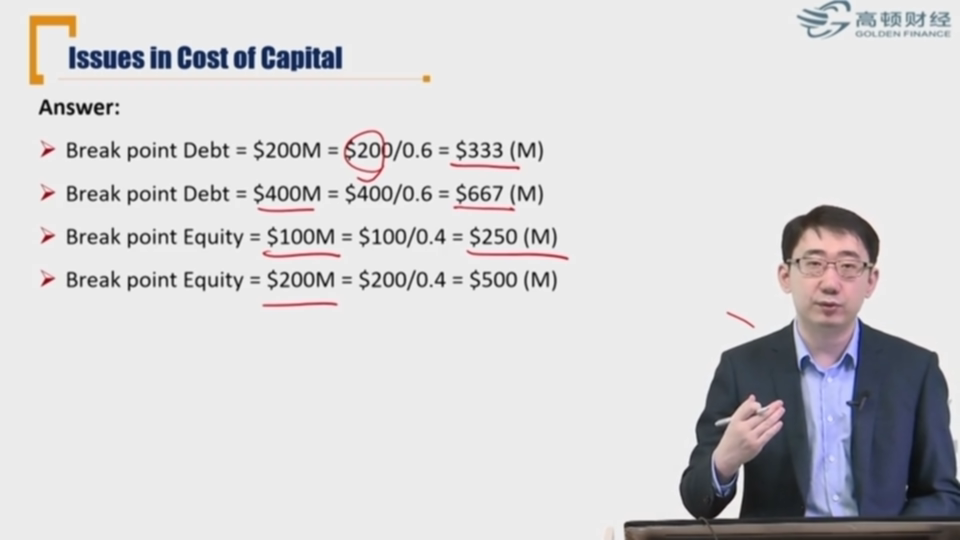 高顿财经
GOLDEN FINANCE
Issues in Cost of Capital
Answer:
Break point Debt = $200M = $200/0.6 = $333 (M)
Break point Debt = $400M = $400/0.6 = $667 (M)
Break point Equity = $100M = $100/0.4 = $250 (M)
Break point Equity = $200M = $200/0.4 = $500 (M)